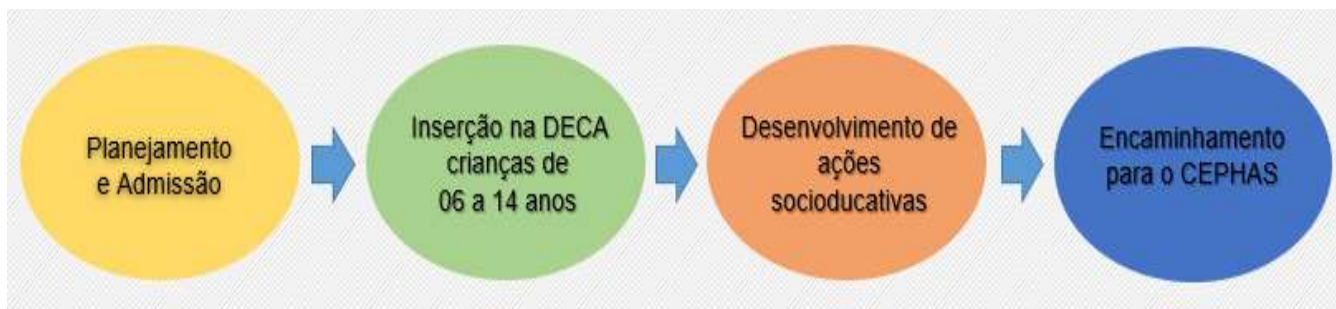 Planejamento
e Admissão
Inserção na DECA
crianças de
06 a 14 anos
Desenvolvimento de
ações
socioducativas
Encaminhamento
para o CEPHAS